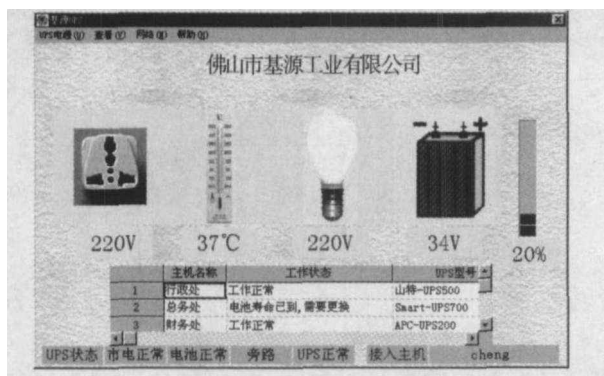 UPS电源(U) 查看(V) 网络(N) 帮助(H)
佛山市基源工业有限公司
220V 37℃ 220V 34V 20%
主机名称 工作状态 UPS型号
1 行政处 工作正常 山特-UPS500
2 总务处 电池寿命已到,需要更换 Smart-UPS700
3 财务处 工作正常 APC-UPS200
UPS状态 市电正常 电池正常 旁路 UPS正常 接入主机 cheng